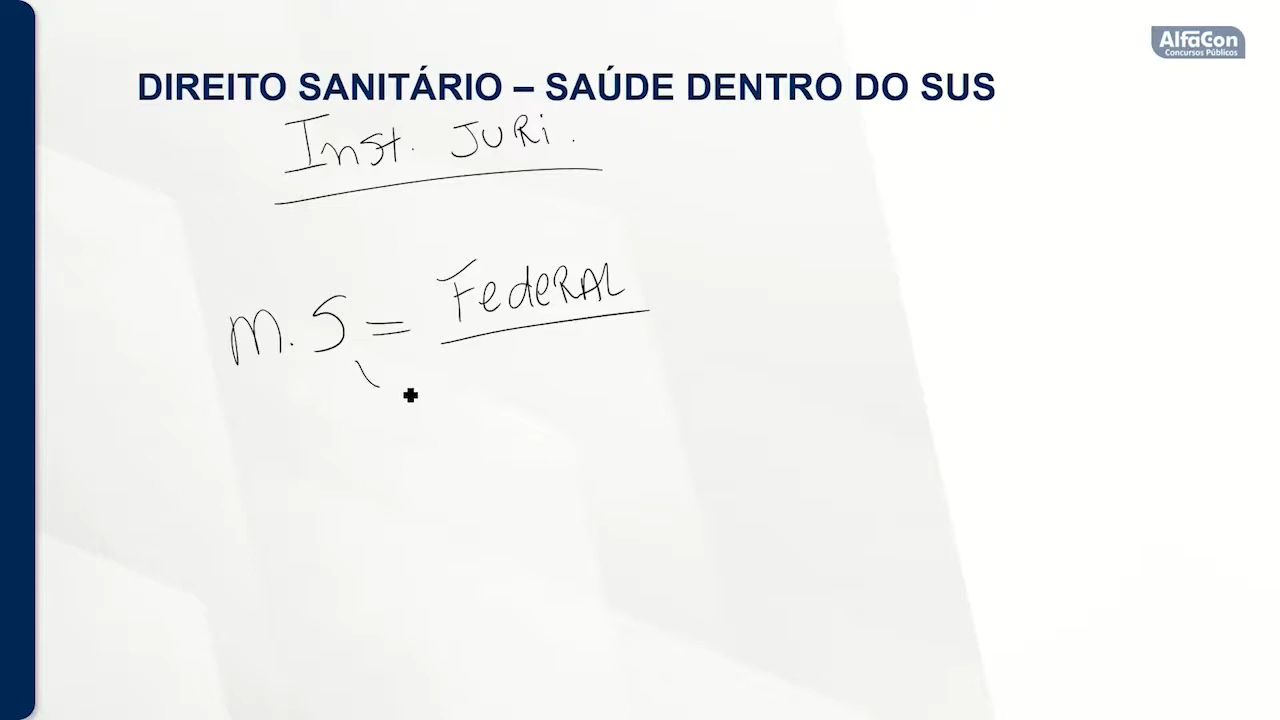 AlfaCon
Concursos Públicos
DIREITO SANITÁRIO – SAÚDE DENTRO DO SUS
Inst. JURi.
M.S = FedeRAL